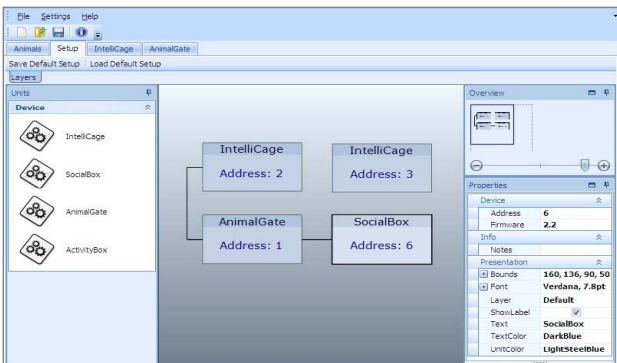 File Settings Help
Animals Setup IntelliCage AnimalGate
Save Default Setup Load Default Setup
Layers
Units
Device
IntelliCage
SocialBox
AnimalGate
ActivityBox
IntelliCage
Address: 2
IntelliCage
Address: 3
AnimalGate
Address: 1
SocialBox
Address: 6
Overview
Properties
Device
Address 6
Firmware 2.2
Info
Notes
Presentation
Bounds 160, 136, 90, 50
Font Verdana, 7.8pt
Layer Default
ShowLabel
Text SocialBox
TextColor DarkBlue
UnitColor LightSteelBlue